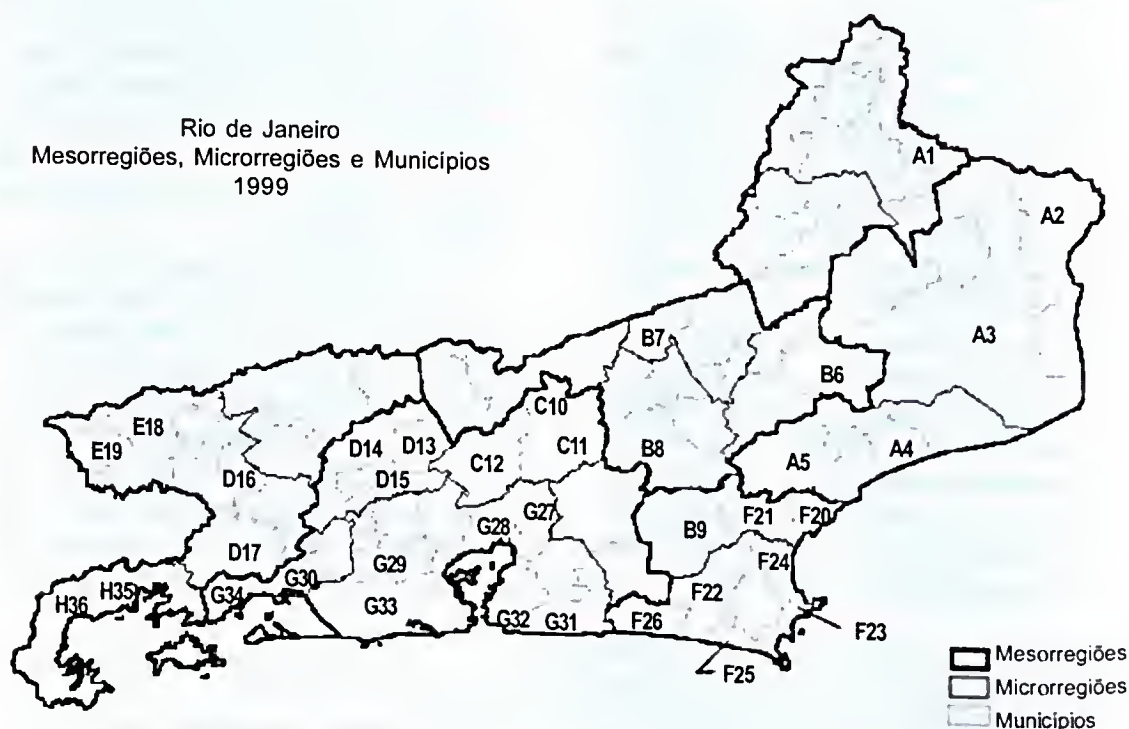 Rio de Janeiro
Mesorregiões, Microrregiões e Municípios
1999
A1
A2
A3
B7
B6
C10
E18
D14
D13
C11
E19
C12
B8
A4
D16
D15
A5
G27
G28
B9
F21
F20
D17
G29
F24
G30
H35
H36
G34
G33
F22
G32
G31
F26
F23
F25
Mesorregiões
Microrregiões
Municípios